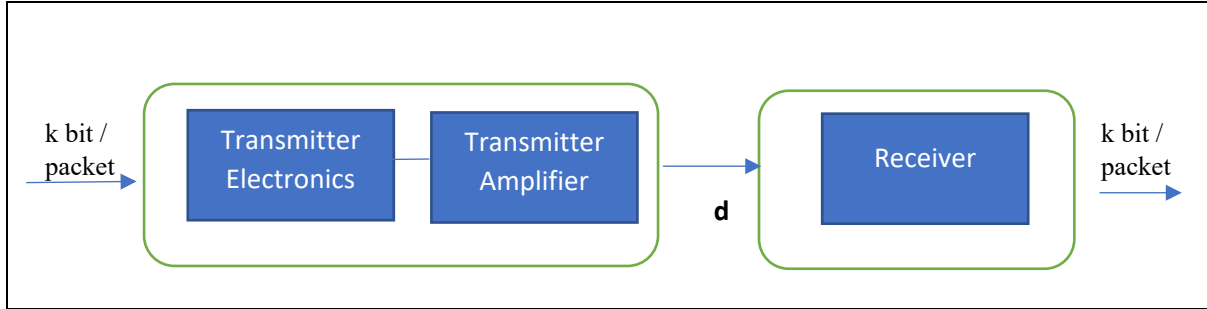 k bit /
packet
Transmitter
Electronics
Transmitter
Amplifier
d
Receiver
k bit /
packet